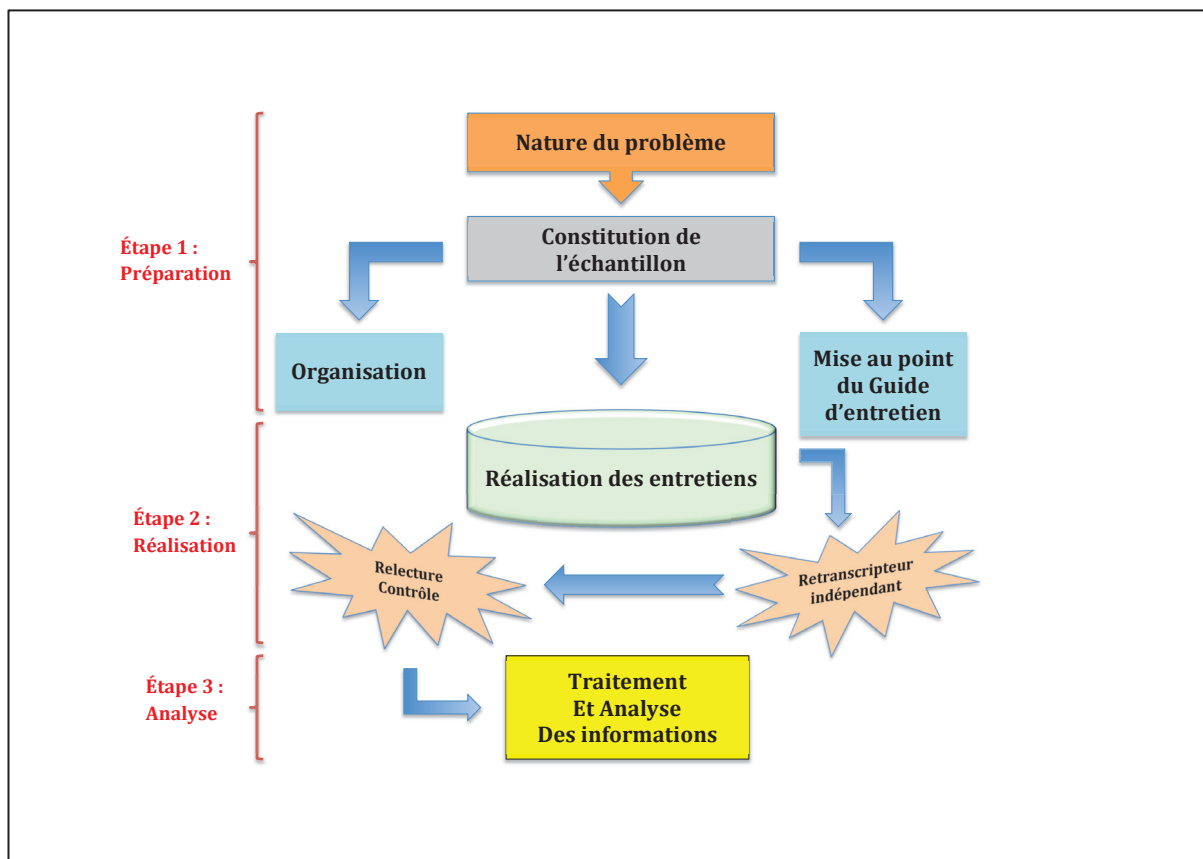 Nature du problème
Étape 1 :
Préparation
Constitution de
l'échantillon
Organisation
Mise au point
du Guide
d'entretien
Étape 2 :
Réalisation
Réalisation des entretiens
Relecture
Contrôle
Retranscripteur
indépendant
Étape 3 :
Analyse
Traitement
Et Analyse
Des informations